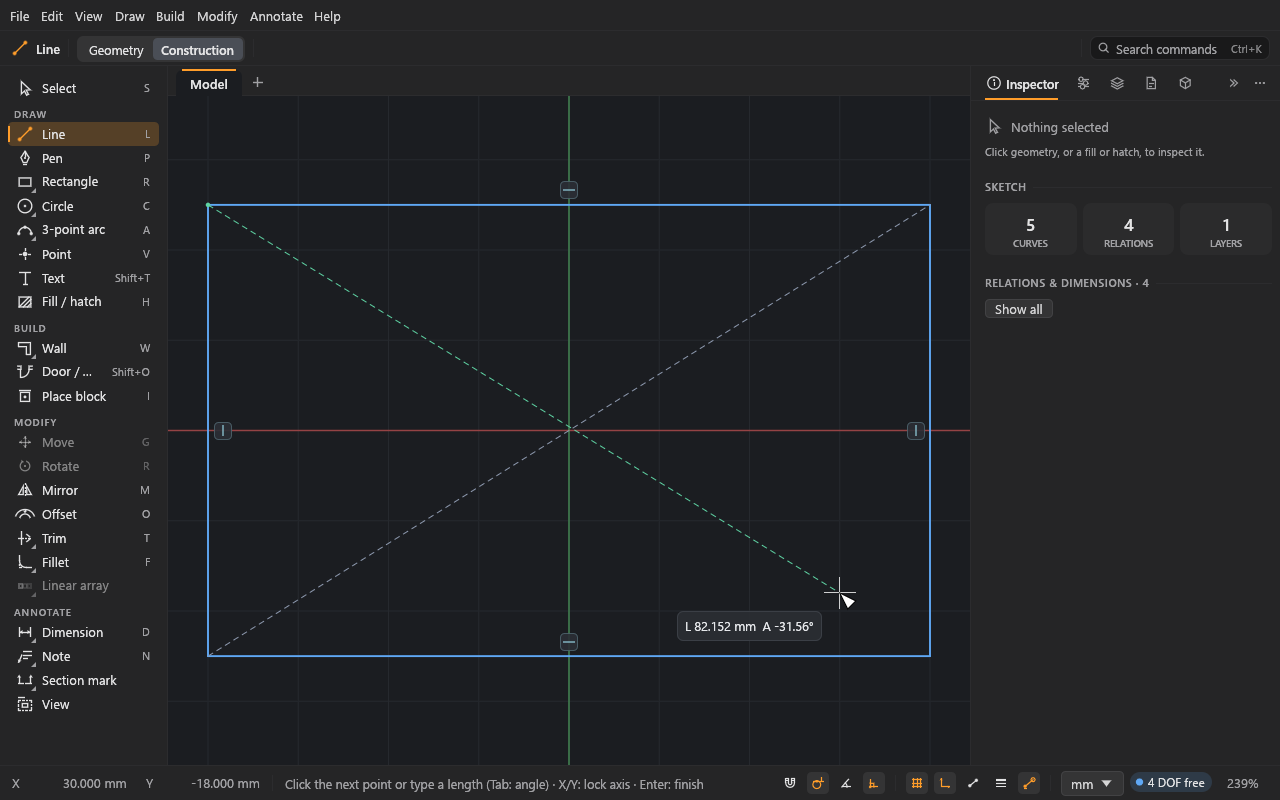 File Edit View Draw Build Modify Annotate Help
Line Geometry Construction Search commands Ctrl+K
Select S
DRAW
Line L
Pen P
Rectangle R
Circle C
3-point arc A
Point V
Text Shift+T
Fill / hatch H
BUILD
Wall W
Door / ... Shift+O
Place block I
MODIFY
Move G
Rotate R
Mirror M
Offset O
Trim T
Fillet F
Linear array
ANNOTATE
Dimension D
Note N
Section mark
View
Model +
L 82.152 mm A -31.56°
Inspector
Nothing selected
Click geometry, or a fill or hatch, to inspect it.
SKETCH
5 4 1
CURVES RELATIONS LAYERS
RELATIONS & DIMENSIONS · 4
Show all
X 30.000 mm Y -18.000 mm Click the next point or type a length (Tab: angle) · X/Y: lock axis · Enter: finish mm 4 DOF free 239%